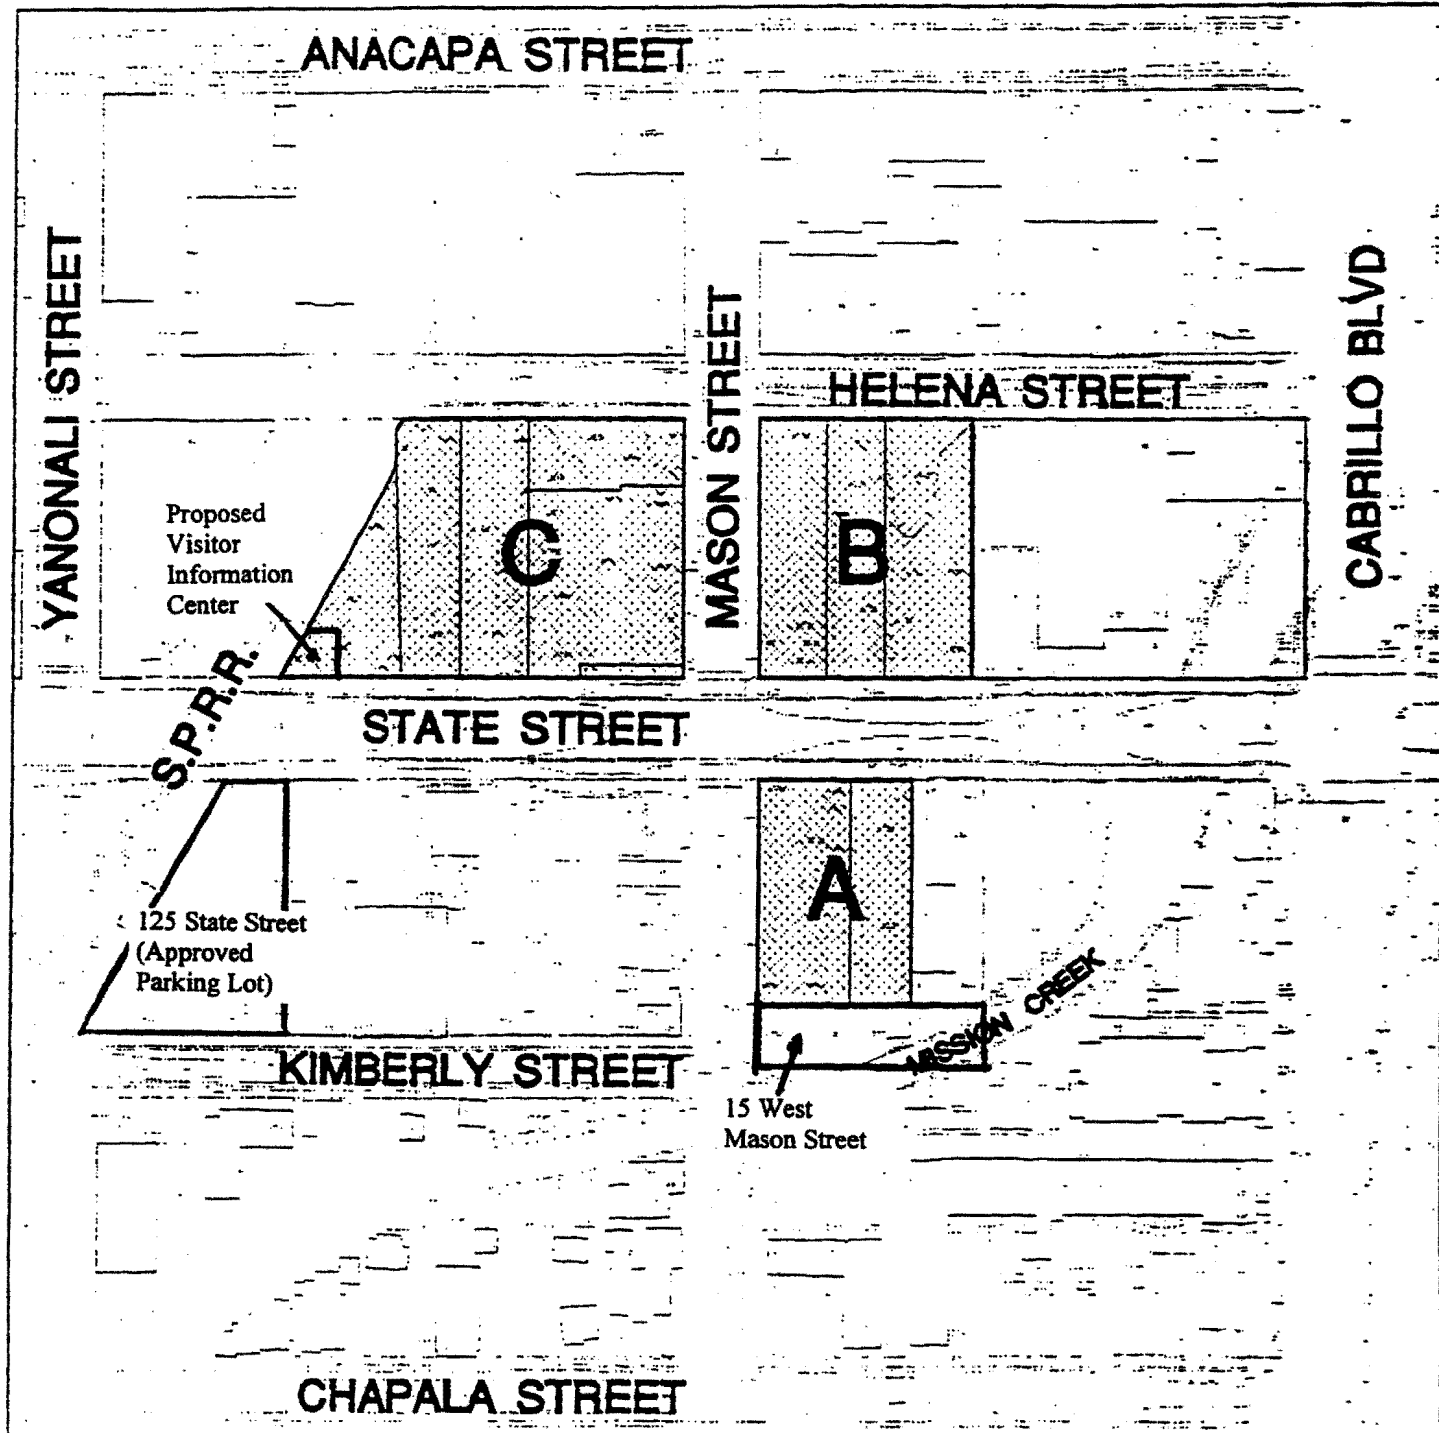 ANACAPA STREET
YANONALI STREET
MASON STREET
CABRILLO BLVD
HELENA STREET
Proposed
Visitor
Information
Center
C
B
S.P.R.R.
STATE STREET
A
125 State Street
(Approved
Parking Lot)
MISSION CREEK
KIMBERLY STREET
15 West
Mason Street
CHAPALA STREET